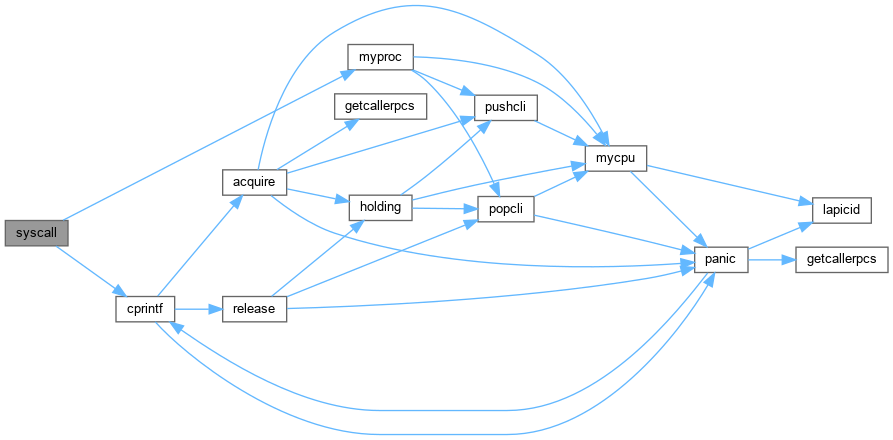 myproc
getcallerpcs
pushcli
mycpu
acquire
holding
popcli
lapicid
syscall
panic
getcallerpcs
cprintf
release